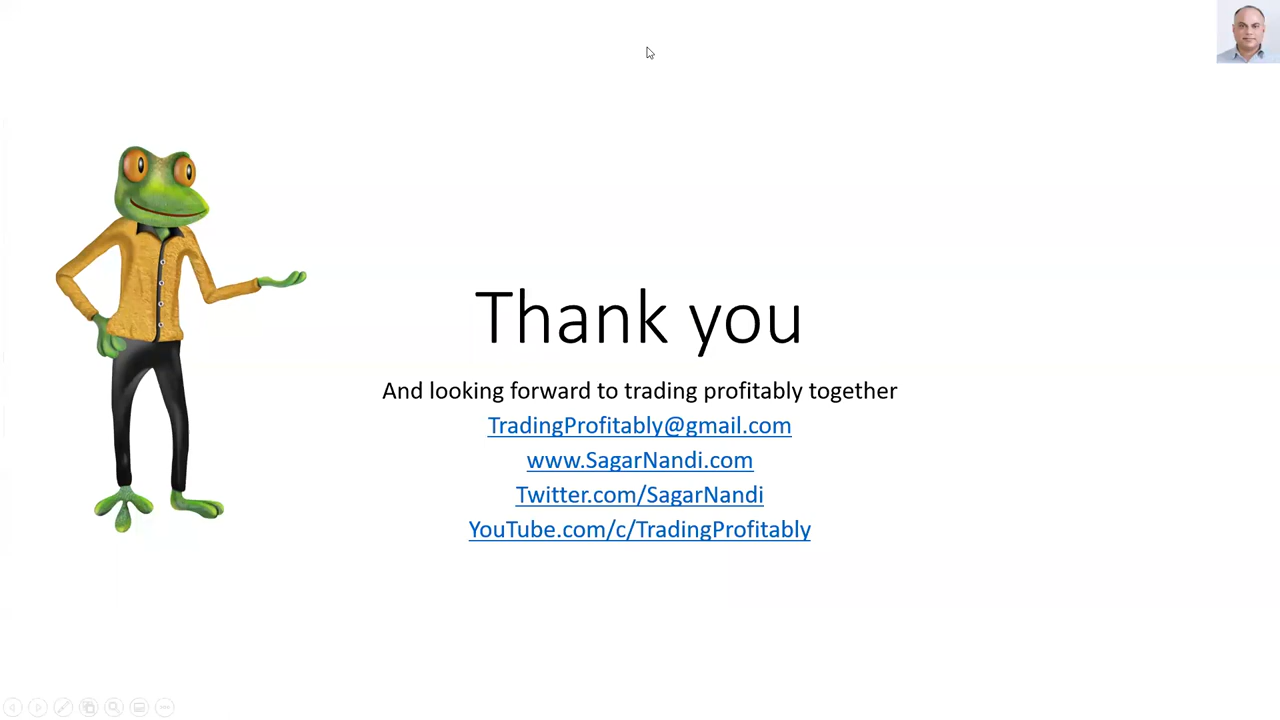 Thank you
And looking forward to trading profitably together
TradingProfitably@gmail.com
www.SagarNandi.com
Twitter.com/SagarNandi
YouTube.com/c/TradingProfitably